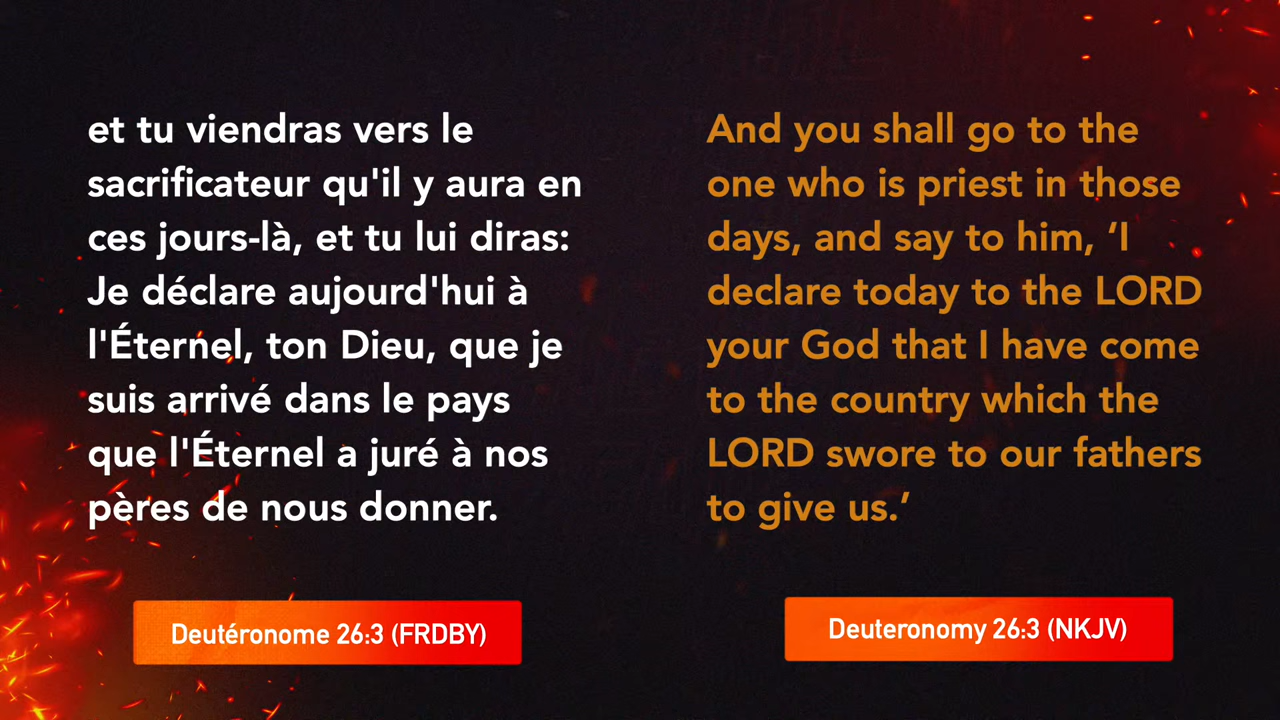 et tu viendras vers le
sacrificateur qu'il y aura en
ces jours-là, et tu lui diras:
Je déclare aujourd'hui à
l'Éternel, ton Dieu, que je
suis arrivé dans le pays
que l'Éternel a juré à nos
pères de nous donner.
Deutéronome 26:3 (FRDBY)
And you shall go to the
one who is priest in those
days, and say to him, ‘I
declare today to the LORD
your God that I have come
to the country which the
LORD swore to our fathers
to give us.’
Deuteronomy 26:3 (NKJV)